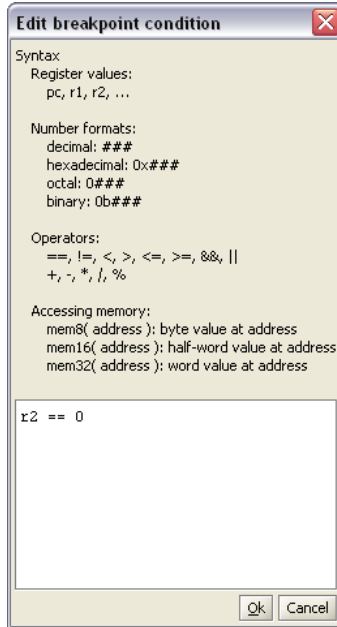 Edit breakpoint condition
Syntax
Register values:
pc, r1, r2, ...
Number formats:
decimal: ###
hexadecimal: 0x###
octal: 0###
binary: 0b###
Operators:
==, !=, <, >, <=, >=, &&, ||
+, -, *, /, %
Accessing memory:
mem8( address ): byte value at address
mem16( address ): half-word value at address
mem32( address ): word value at address
r2 == 0
Ok Cancel